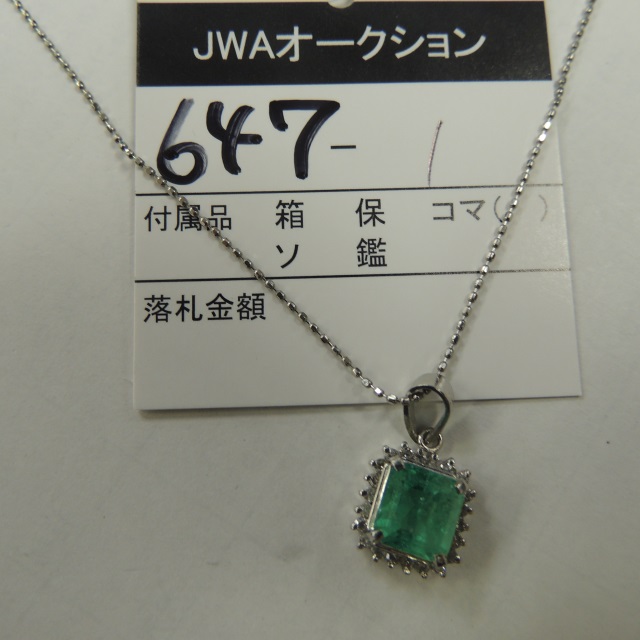 JWAオークション
647-1
付属品 箱 保 コマ( )
ソ 鑑
落札金額